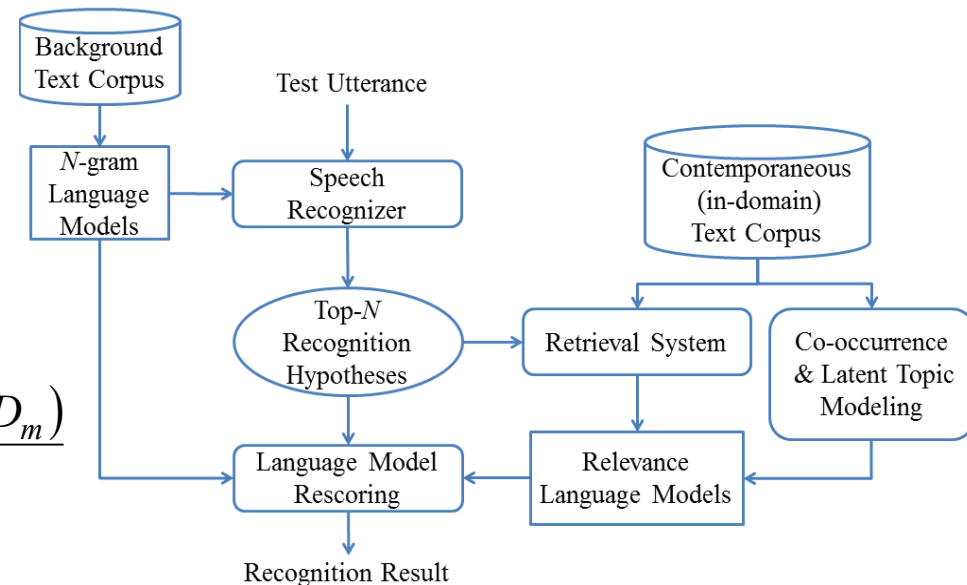 Background
Text Corpus
Test Utterance
N-gram
Language
Models
Speech
Recognizer
Contemporaneous
(in-domain)
Text Corpus
Top-N
Recognition
Hypotheses
Retrieval System
Co-occurrence
& Latent Topic
Modeling
D_m)
Language Model
Rescoring
Relevance
Language Models
Recognition Result